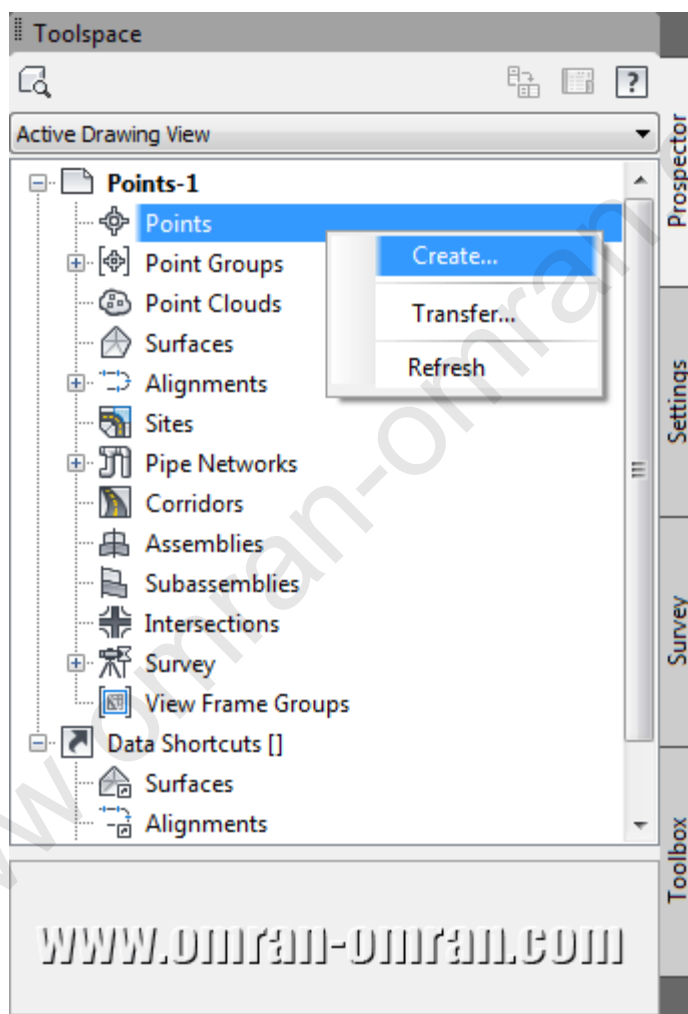 Toolspace
?
Active Drawing View
Points-1
Points
Create...
Point Groups
Point Clouds
Transfer...
Surfaces
Refresh
Alignments
Sites
Pipe Networks
Corridors
Assemblies
Subassemblies
Intersections
Survey
View Frame Groups
Data Shortcuts []
Surfaces
Alignments
Prospector
Settings
Survey
Toolbox
www.omran-omran.com